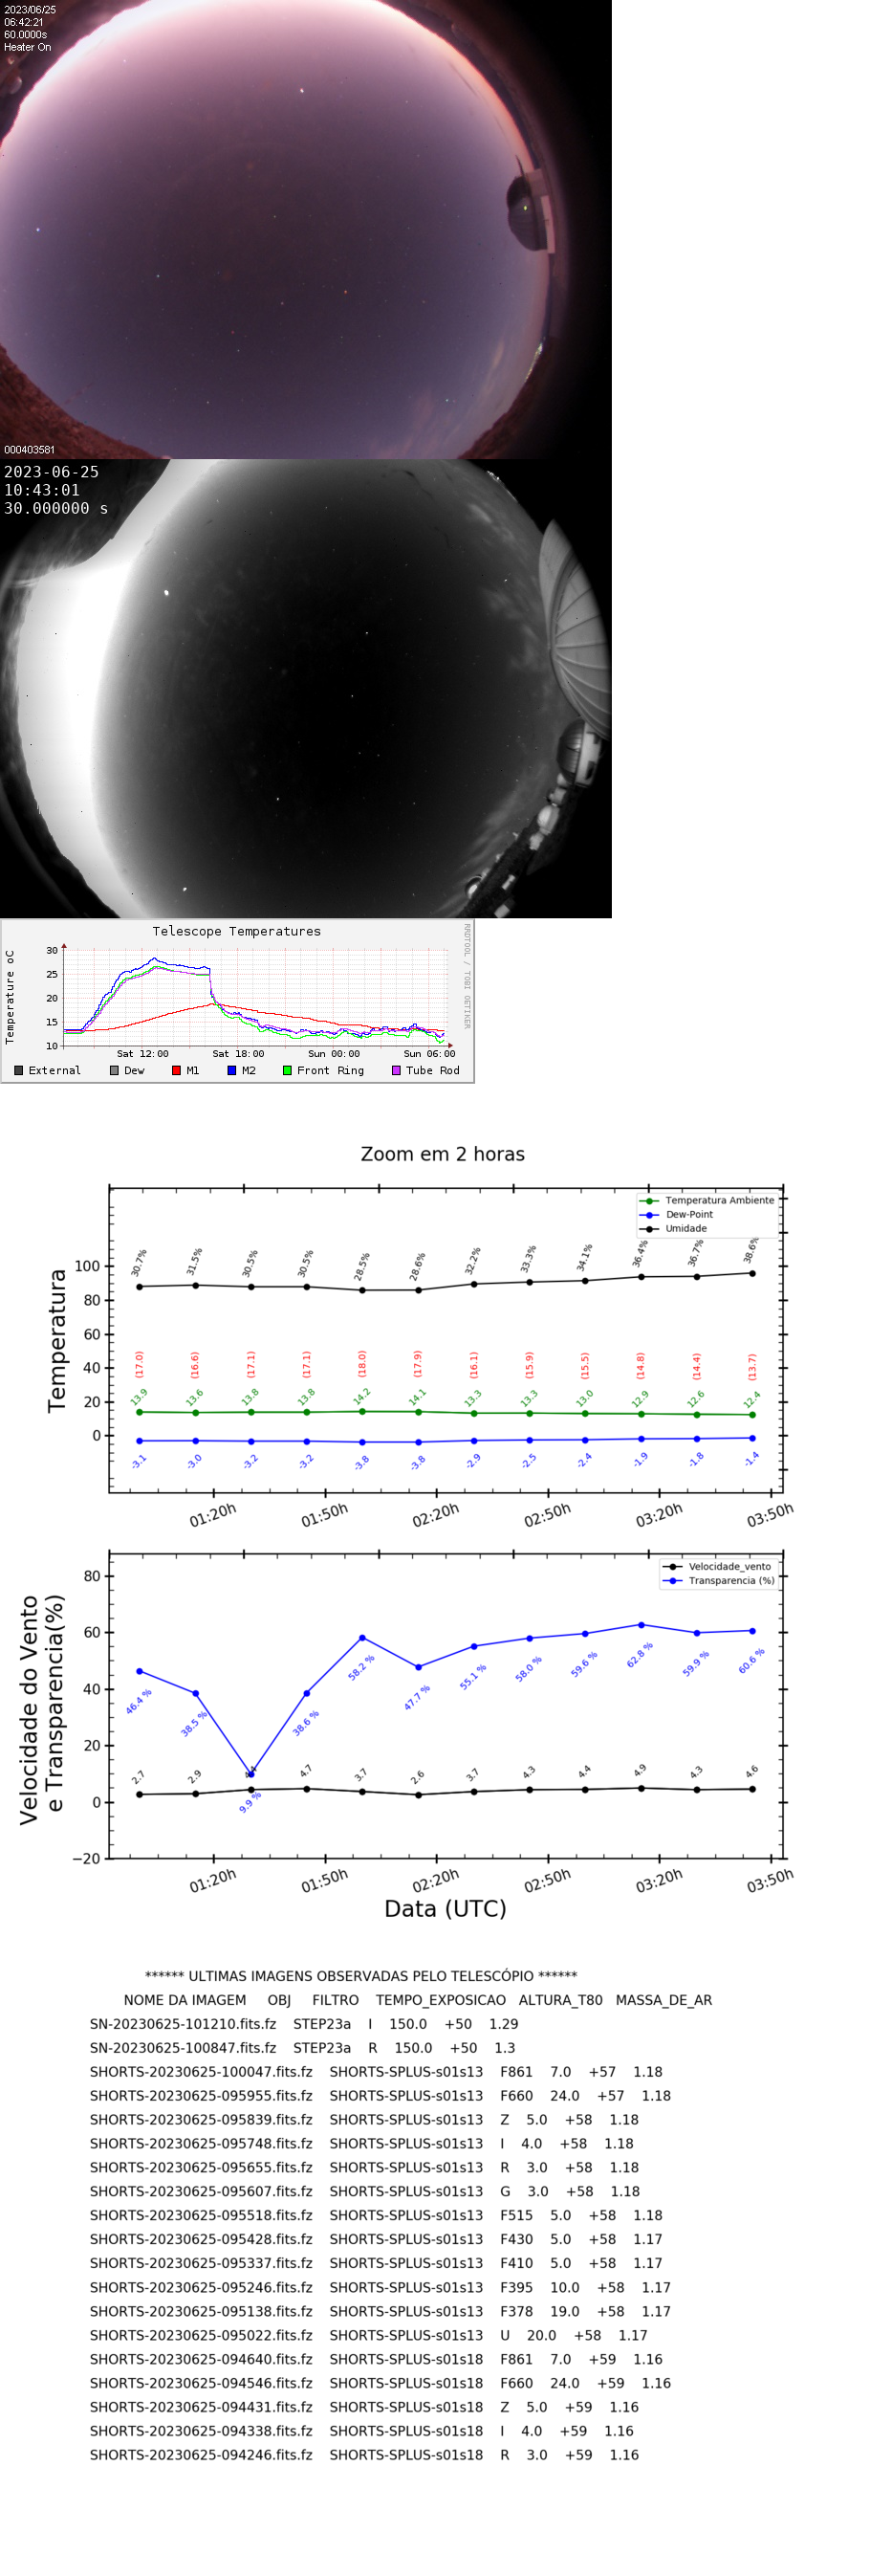 2023/06/25
06:42:21
60.0000s
Heater On
000403581
2023-06-25
10:43:01
30.000000 s
Telescope Temperatures
RRDTOOL / TOBI OETIKER
Temperature oC
30
25
20
15
10
Sat 12:00 Sat 18:00 Sun 00:00 Sun 06:00
External Dew M1 M2 Front Ring Tube Rod
Zoom em 2 horas
Temperatura Ambiente
Dew-Point
Umidade
Temperatura
100
80
60
40
20
0
30.7% 31.5% 30.5% 30.5% 28.5% 28.6% 32.2% 33.3% 34.1% 36.4% 36.7% 38.6%
(17.0) (16.6) (17.1) (17.1) (18.0) (17.9) (16.1) (15.9) (15.5) (14.8) (14.4) (13.7)
13.9 13.6 13.8 13.8 14.2 14.1 13.3 13.3 13.0 12.9 12.6 12.4
-3.1 -3.0 -3.2 -3.2 -3.8 -3.8 -2.9 -2.5 -2.4 -1.9 -1.8 -1.4
01:20h 01:50h 02:20h 02:50h 03:20h 03:50h
Velocidade_vento
Transparencia (%)
Velocidade do Vento
e Transparencia(%)
80
60
40
20
0
−20
46.4 % 38.5 % 9.9 % 38.6 % 58.2 % 47.7 % 55.1 % 58.0 % 59.6 % 62.8 % 59.9 % 60.6 %
2.7 2.9 4.7 3.7 2.6 3.7 4.3 4.4 4.9 4.3 4.6
01:20h 01:50h 02:20h 02:50h 03:20h 03:50h
Data (UTC)
****** ULTIMAS IMAGENS OBSERVADAS PELO TELESCÓPIO ******
NOME DA IMAGEM OBJ FILTRO TEMPO_EXPOSICAO ALTURA_T80 MASSA_DE_AR
SN-20230625-101210.fits.fz STEP23a I 150.0 +50 1.29
SN-20230625-100847.fits.fz STEP23a R 150.0 +50 1.3
SHORTS-20230625-100047.fits.fz SHORTS-SPLUS-s01s13 F861 7.0 +57 1.18
SHORTS-20230625-095955.fits.fz SHORTS-SPLUS-s01s13 F660 24.0 +57 1.18
SHORTS-20230625-095839.fits.fz SHORTS-SPLUS-s01s13 Z 5.0 +58 1.18
SHORTS-20230625-095748.fits.fz SHORTS-SPLUS-s01s13 I 4.0 +58 1.18
SHORTS-20230625-095655.fits.fz SHORTS-SPLUS-s01s13 R 3.0 +58 1.18
SHORTS-20230625-095607.fits.fz SHORTS-SPLUS-s01s13 G 3.0 +58 1.18
SHORTS-20230625-095518.fits.fz SHORTS-SPLUS-s01s13 F515 5.0 +58 1.18
SHORTS-20230625-095428.fits.fz SHORTS-SPLUS-s01s13 F430 5.0 +58 1.17
SHORTS-20230625-095337.fits.fz SHORTS-SPLUS-s01s13 F410 5.0 +58 1.17
SHORTS-20230625-095246.fits.fz SHORTS-SPLUS-s01s13 F395 10.0 +58 1.17
SHORTS-20230625-095138.fits.fz SHORTS-SPLUS-s01s13 F378 19.0 +58 1.17
SHORTS-20230625-095022.fits.fz SHORTS-SPLUS-s01s13 U 20.0 +58 1.17
SHORTS-20230625-094640.fits.fz SHORTS-SPLUS-s01s18 F861 7.0 +59 1.16
SHORTS-20230625-094546.fits.fz SHORTS-SPLUS-s01s18 F660 24.0 +59 1.16
SHORTS-20230625-094431.fits.fz SHORTS-SPLUS-s01s18 Z 5.0 +59 1.16
SHORTS-20230625-094338.fits.fz SHORTS-SPLUS-s01s18 I 4.0 +59 1.16
SHORTS-20230625-094246.fits.fz SHORTS-SPLUS-s01s18 R 3.0 +59 1.16